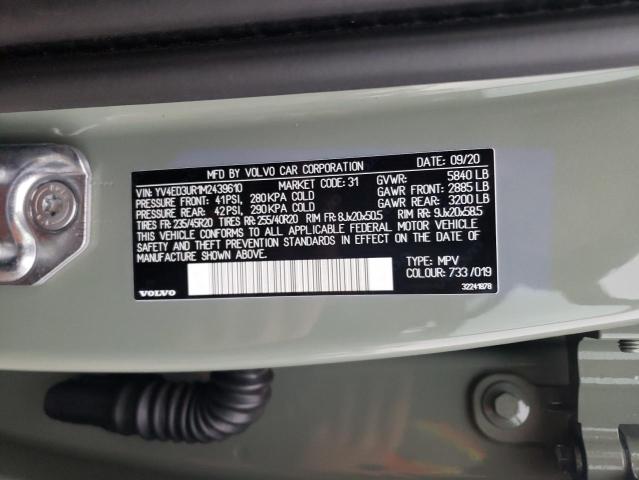 MFD BY VOLVO CAR CORPORATION DATE: 09/20
VIN: YV4ED3UR1M2439610 MARKET CODE: 31 GVWR: 5840 LB
PRESSURE FRONT: 41PSI, 280KPA COLD GAWR FRONT: 2885 LB
PRESSURE REAR: 42PSI, 290KPA COLD GAWR REAR: 3200 LB
TIRES FR: 235/45R20 TIRES RR: 255/40R20 RIM FR: 8Jx20x50.5 RIM RR: 9Jx20x58.5
THIS VEHICLE CONFORMS TO ALL APPLICABLE FEDERAL MOTOR VEHICLE
SAFETY AND THEFT PREVENTION STANDARDS IN EFFECT ON THE DATE OF
MANUFACTURE SHOWN ABOVE.
TYPE: MPV
COLOUR: 733/019
VOLVO
32241878